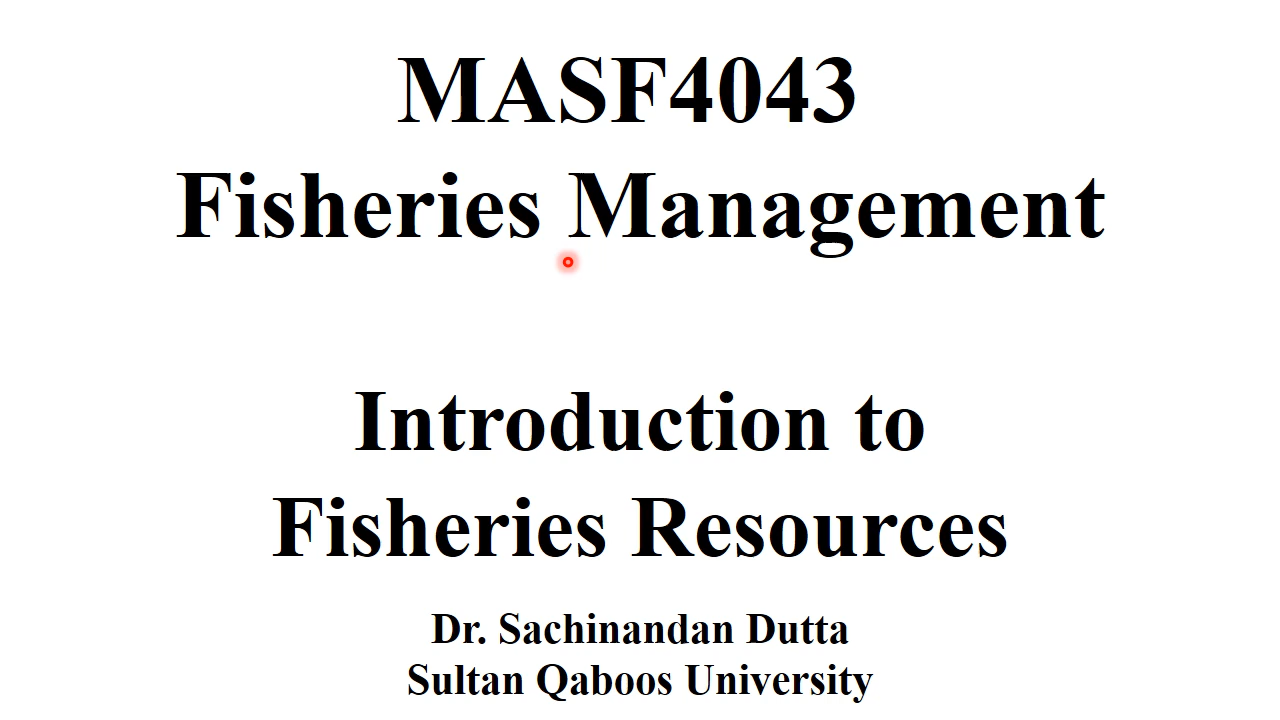 MASF4043
Fisheries Management
Introduction to
Fisheries Resources
Dr. Sachinandan Dutta
Sultan Qaboos University